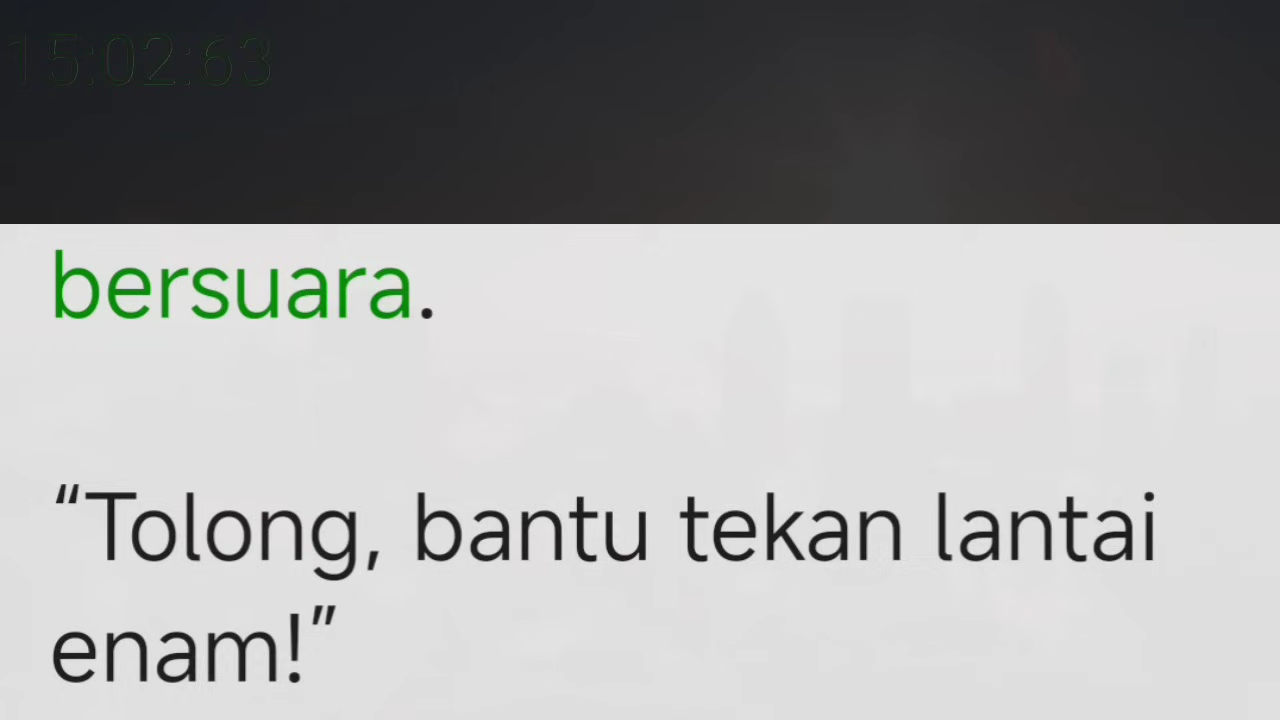 15:02:63
bersuara.
“Tolong, bantu tekan lantai
enam!”